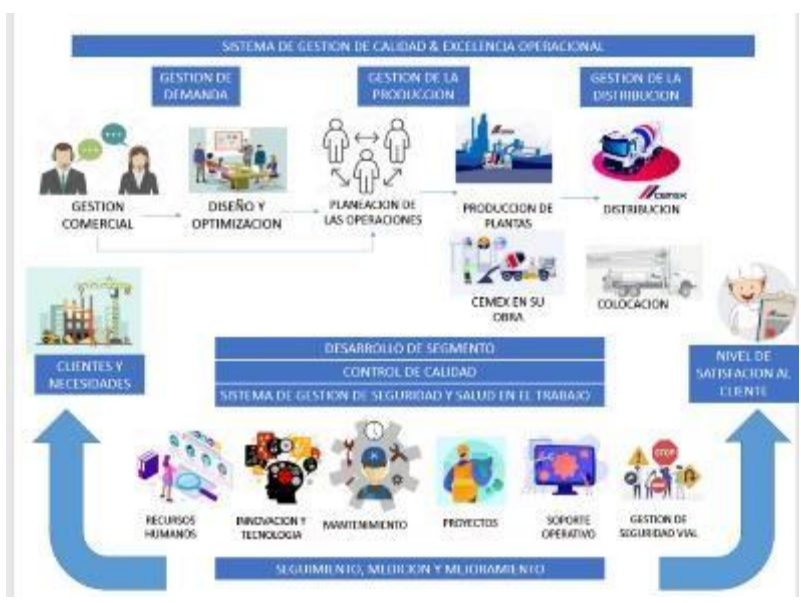 SISTEMA DE GESTION DE CALIDAD & EXCELENCIA OPERACIONAL
GESTION DE
DEMANDA
GESTION DE LA
PRODUCCION
GESTION DE LA
DISTRIBUCION
GESTION
COMERCIAL
DISEÑO Y
OPTIMIZACION
PLANEACION DE
LAS OPERACIONES
PRODUCCION DE
PLANTAS
CEMEX
DISTRIBUCION
CEMEX EN SU
OBRA
COLOCACION
CLIENTES Y
NECESIDADES
DESARROLLO DE SEGMENTO
CONTROL DE CALIDAD
SISTEMA DE GESTION DE SEGURIDAD Y SALUD EN EL TRABAJO
NIVEL DE
SATISFACION AL
CLIENTE
RECURSOS
HUMANOS
INNOVACION Y
TECNOLOGIA
MANTENIMIENTO
PROYECTOS
SOPORTE
OPERATIVO
STOP
GESTION DE
SEGURIDAD VIAL
SEGUIMIENTO, MEDICION Y MEJORAMIENTO